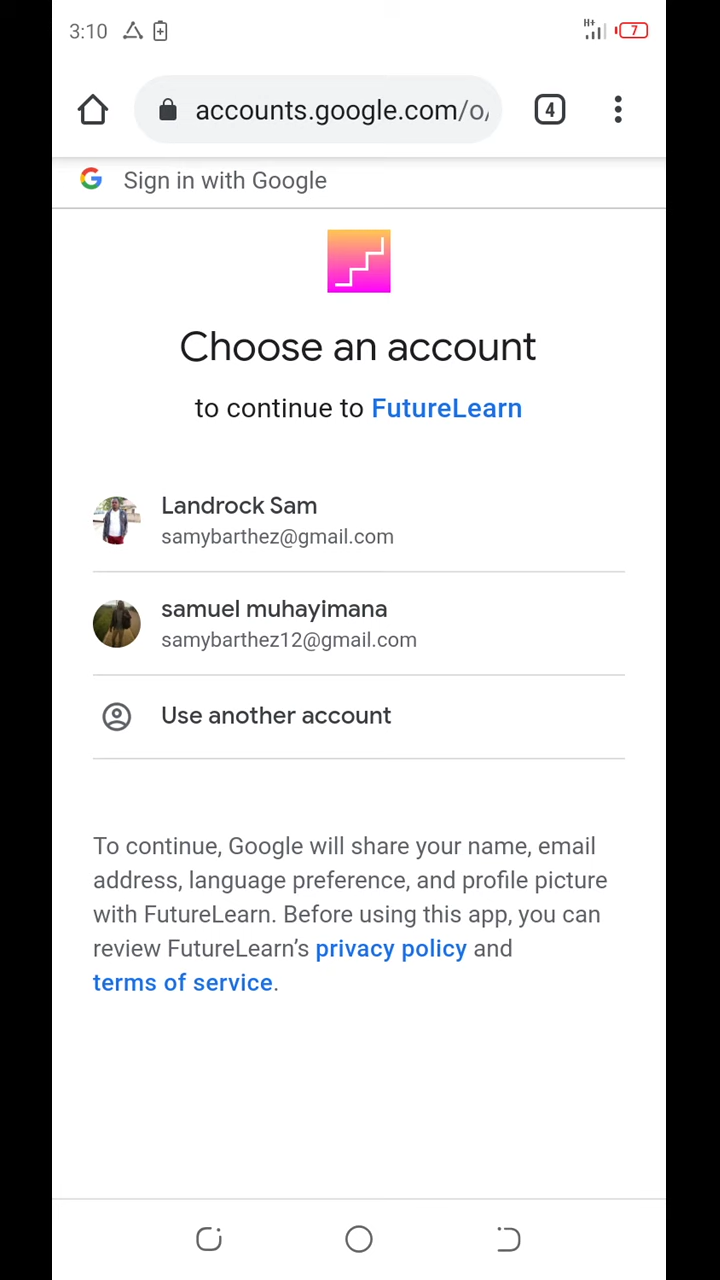 3:10
H+
7
accounts.google.com/o/
4
G Sign in with Google
Choose an account
to continue to FutureLearn
Landrock Sam
samybarthez@gmail.com
samuel muhayimana
samybarthez12@gmail.com
Use another account
To continue, Google will share your name, email
address, language preference, and profile picture
with FutureLearn. Before using this app, you can
review FutureLearn’s privacy policy and
terms of service.